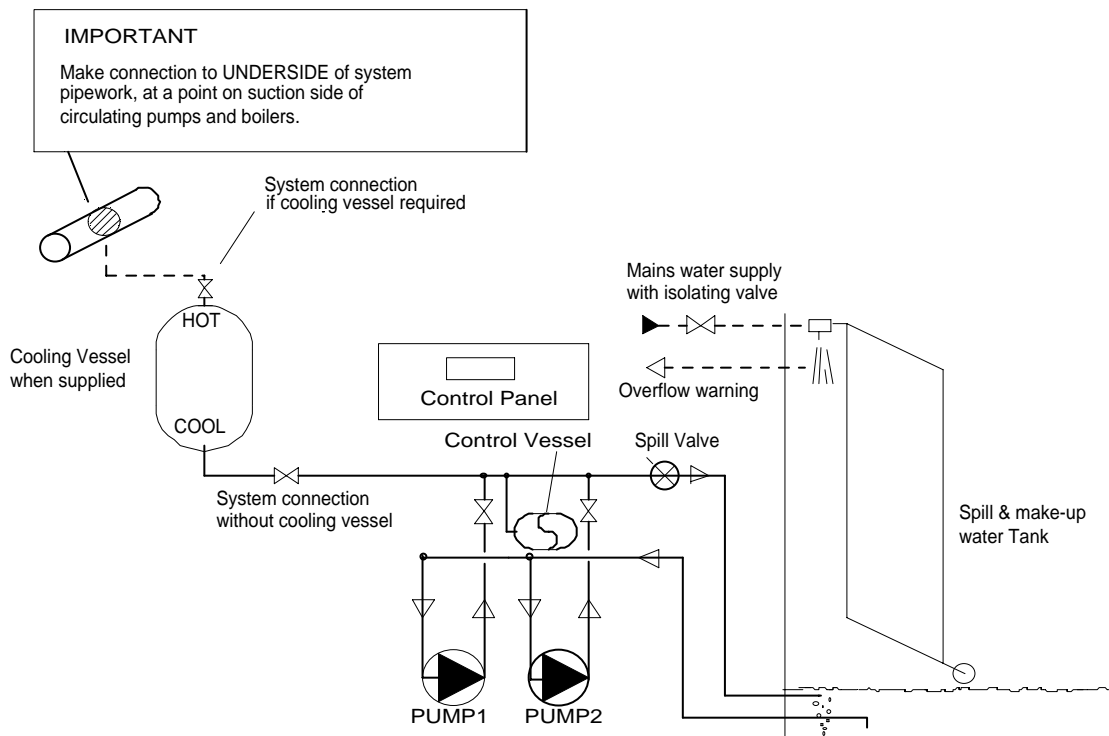 IMPORTANT
Make connection to UNDERSIDE of system
pipework, at a point on suction side of
circulating pumps and boilers.
System connection
if cooling vessel required
Mains water supply
with isolating valve
HOT
Cooling Vessel
when supplied
Overflow warning
Control Panel
COOL
Control Vessel
Spill Valve
System connection
without cooling vessel
Spill & make-up
water Tank
PUMP1
PUMP2